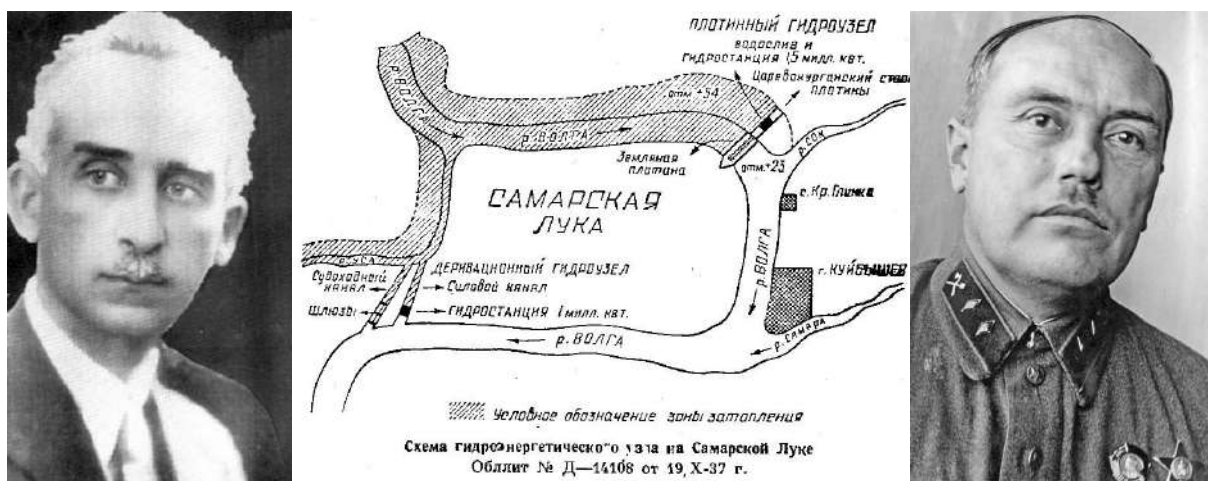 ПЛОТИННЫЙ ГИДРОУЗЕЛ
ВОДОСЛИВ И
ГИДРОСТАНЦИЯ 1,5 МИЛЛ. КВТ.
ЦАРЕВОКУРГАНСКИЙ СТВОР
ПЛОТИНЫ
р. ВОЛГА
отм. +54
р. ВОЛГА
р. СОК
Земляная
плотина
отм. +23
с. Кр. Глинка
САМАРСКАЯ
ЛУКА
р. УСА
Судоходный
канал
ДЕРИВАЦИОННЫЙ ГИДРОУЗЕЛ
Силовой канал
ШЛЮЗЫ
ГИДРОСТАНЦИЯ 1 МИЛЛ. КВТ.
р. ВОЛГА
г. КУЙБЫШЕВ
р. ВОЛГА
р. САМАРА
Условное обозначение зоны затопления
Схема гидроэнергетического узла на Самарской Луке
Обллит № Д—14108 от 19,X-37 г.